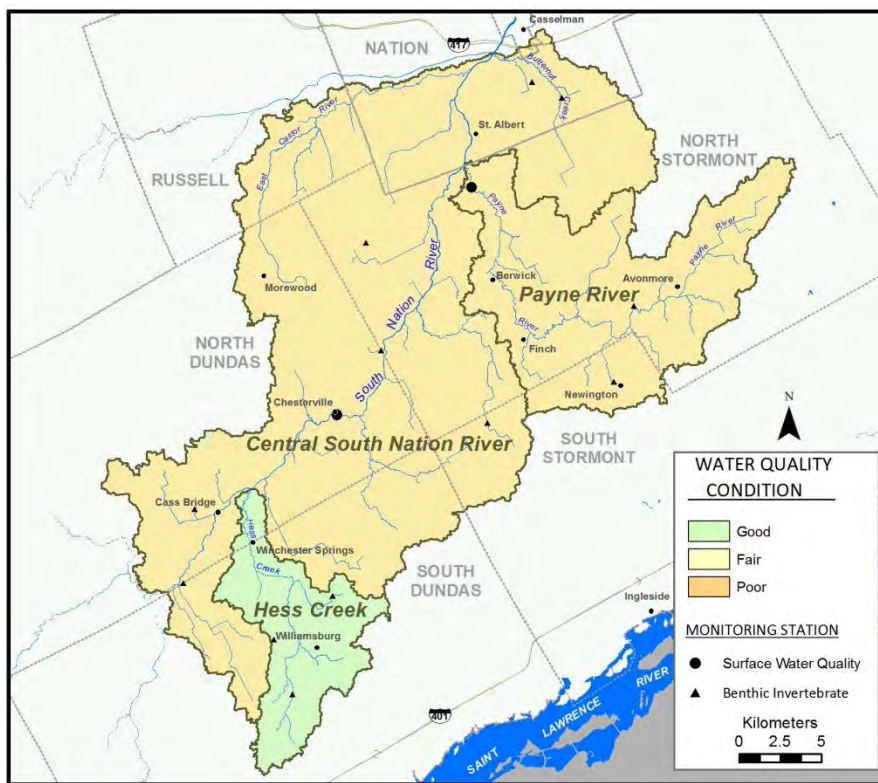 Casselman
NATION
417
Butternut
Creek
East Castor River
St. Albert
NORTH
STORMONT
RUSSELL
Payne
River
Payne River
Morewood
Berwick
Avonmore
Payne River
South Nation River
River
Finch
NORTH
DUNDAS
Newington
Chesterville
N
Central South Nation River
SOUTH
STORMONT
Cass Bridge
Hess
Winchester Springs
Creek
SOUTH
DUNDAS
Hess Creek
Ingleside
Williamsburg
401
SAINT LAWRENCE RIVER
WATER QUALITY
CONDITION
Good
Fair
Poor
MONITORING STATION
Surface Water Quality
Benthic Invertebrate
Kilometers
0 2.5 5